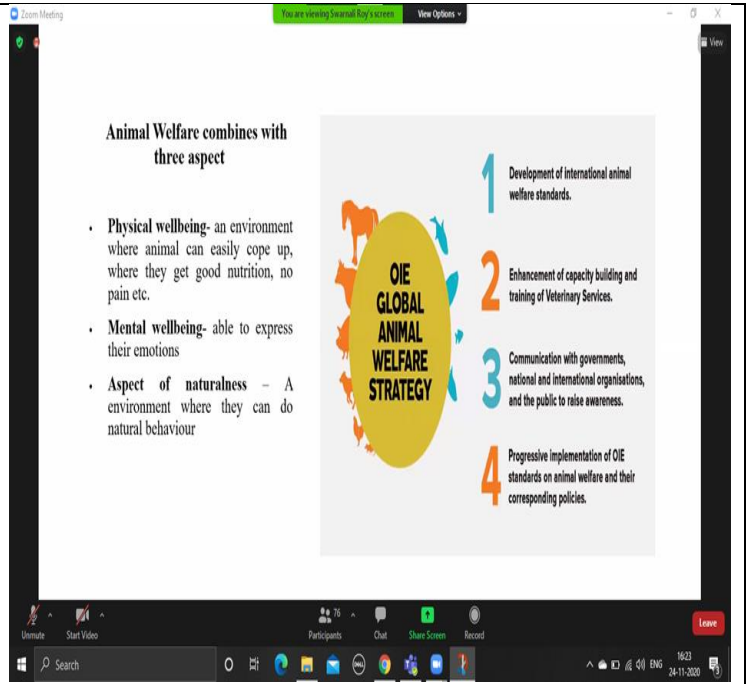 Zoom Meeting
You are viewing Swarnali Roy's screen
View Options
View
Animal Welfare combines with
three aspect
• Physical wellbeing- an environment
where animal can easily cope up,
where they get good nutrition, no
pain etc.
• Mental wellbeing- able to express
their emotions
• Aspect of naturalness – A
environment where they can do
natural behaviour
OIE
GLOBAL
ANIMAL
WELFARE
STRATEGY
1
Development of international animal
welfare standards.
2
Enhancement of capacity building and
training of Veterinary Services.
3
Communication with governments,
national and international organisations,
and the public to raise awareness.
4
Progressive implementation of OIE
standards on animal welfare and their
corresponding policies.
Unmute
Start Video
76
Participants
Chat
Share Screen
Record
Leave
Search
DELL
ENG
16:23
24-11-2020
3